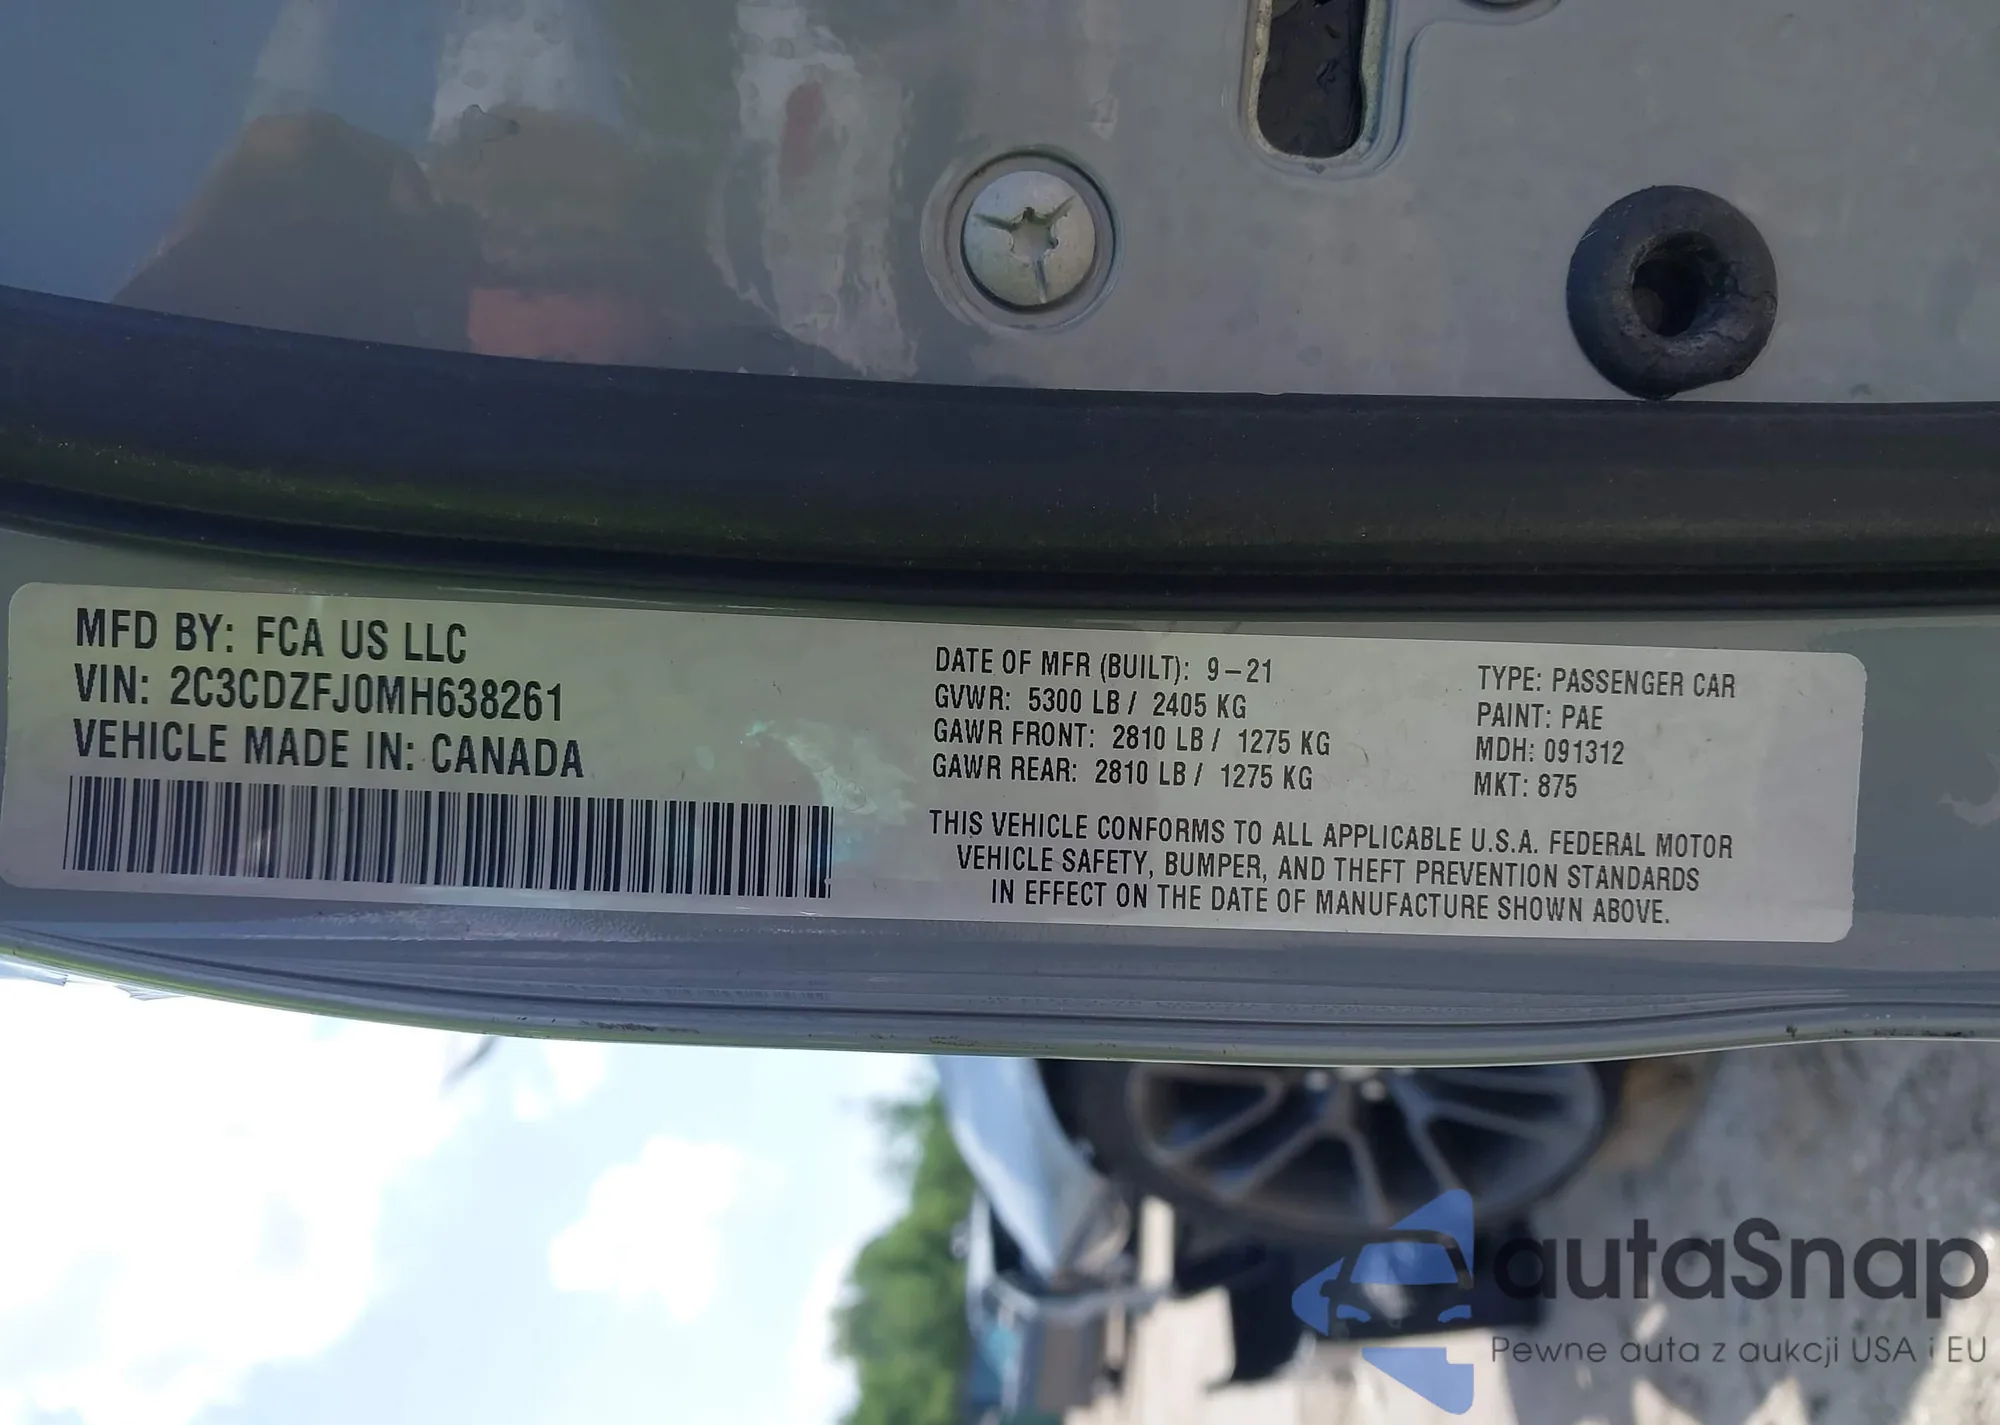 MFD BY: FCA US LLC
VIN: 2C3CDZFJ0MH638261
VEHICLE MADE IN: CANADA
DATE OF MFR (BUILT): 9-21
GVWR: 5300 LB / 2405 KG
GAWR FRONT: 2810 LB / 1275 KG
GAWR REAR: 2810 LB / 1275 KG
TYPE: PASSENGER CAR
PAINT: PAE
MDH: 091312
MKT: 875
THIS VEHICLE CONFORMS TO ALL APPLICABLE U.S.A. FEDERAL MOTOR
VEHICLE SAFETY, BUMPER, AND THEFT PREVENTION STANDARDS
IN EFFECT ON THE DATE OF MANUFACTURE SHOWN ABOVE.
autaSnap
Pewne auta z aukcji USA i EU